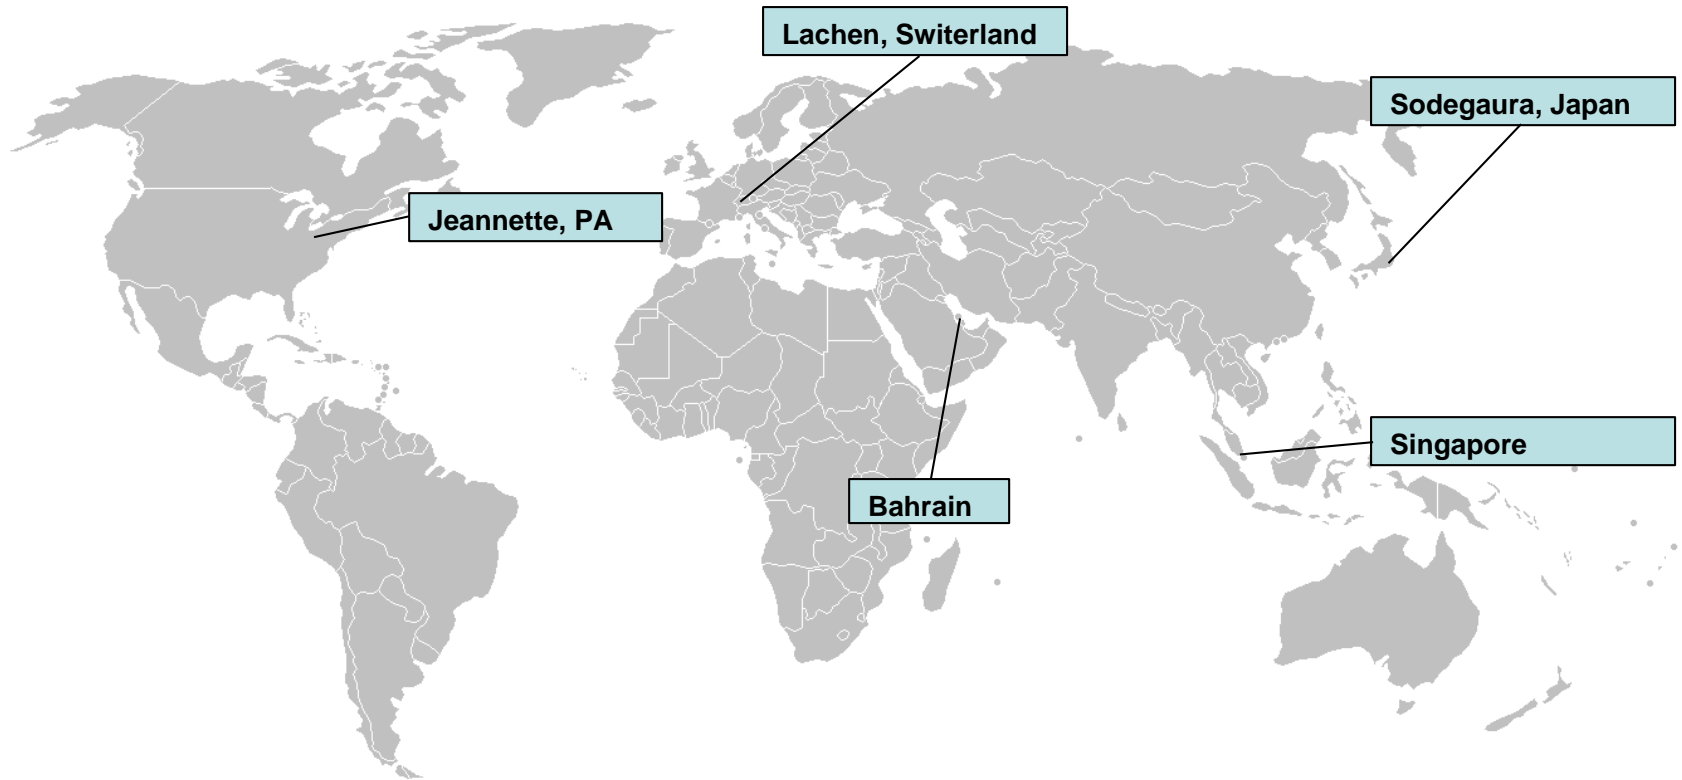 Lachen, Switerland
Sodegaura, Japan
Jeannette, PA
Singapore
Bahrain